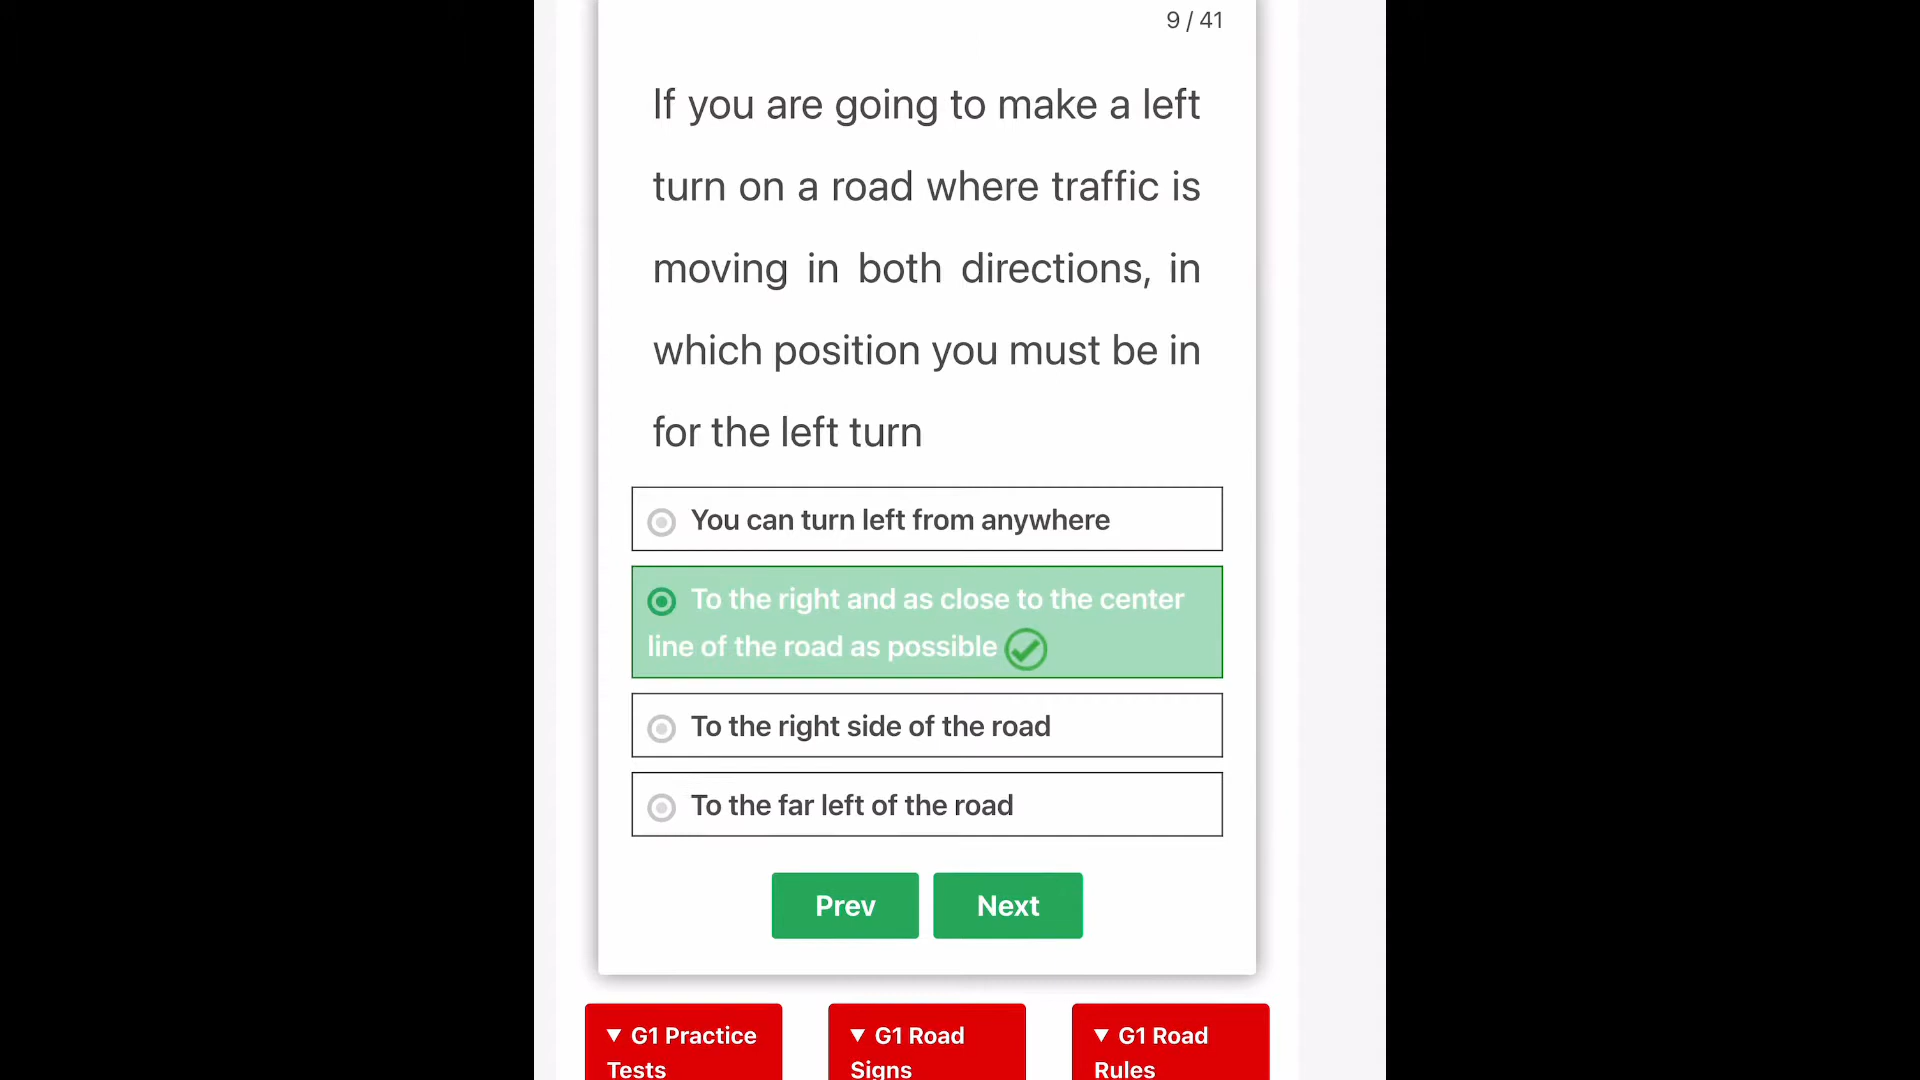 9 / 41
If you are going to make a left
turn on a road where traffic is
moving in both directions, in
which position you must be in
for the left turn
You can turn left from anywhere
To the right and as close to the center
line of the road as possible
To the right side of the road
To the far left of the road
Prev Next
▼ G1 Practice
Tests
▼ G1 Road
Signs
▼ G1 Road
Rules